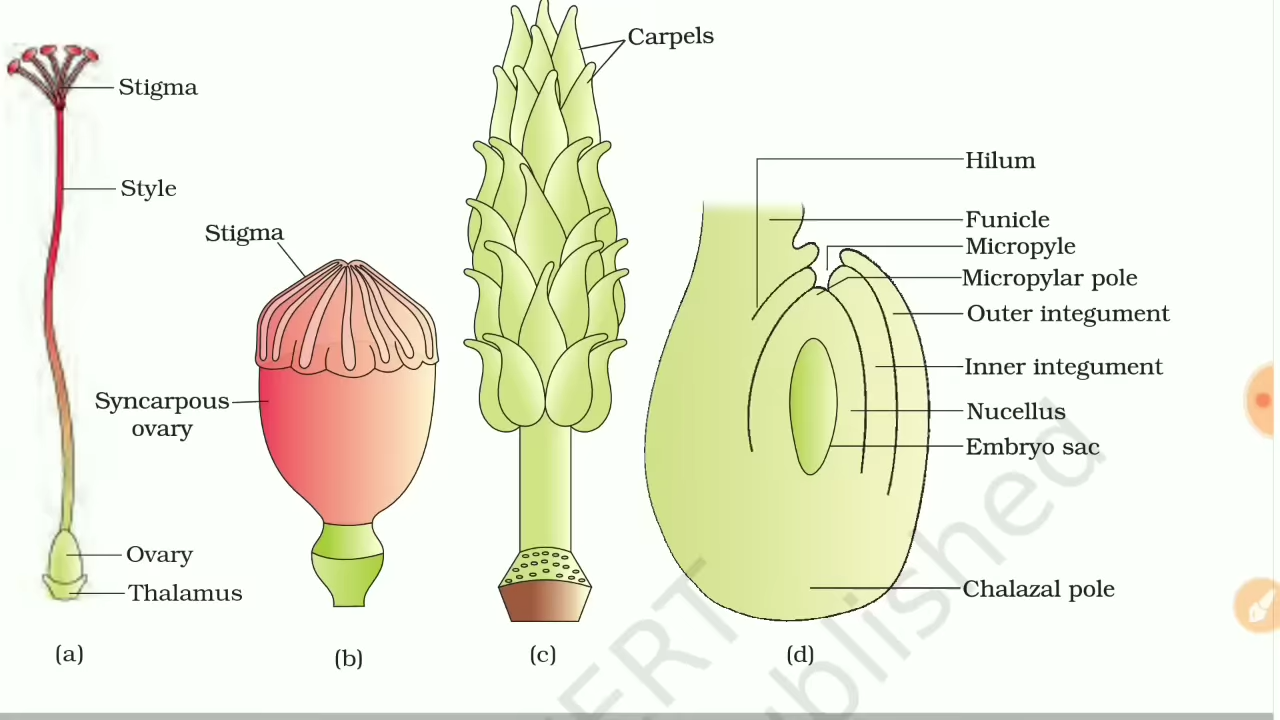 Carpels
Stigma
Style
Stigma
Syncarpous
ovary
Ovary
Thalamus
Hilum
Funicle
Micropyle
Micropylar pole
Outer integument
Inner integument
Nucellus
Embryo sac
Chalazal pole
(a)
(b)
(c)
(d)